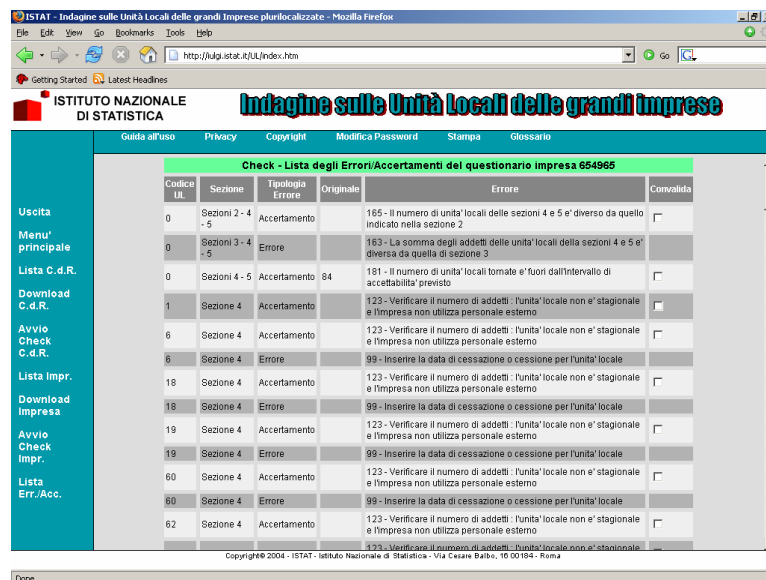 ISTAT - Indagine sulle Unità Locali delle grandi Imprese plurilocalizzate - Mozilla Firefox
File Edit View Go Bookmarks Tools Help
http://iulgi.istat.it/UL/index.htm Go
Getting Started Latest Headlines
ISTITUTO NAZIONALE
DI STATISTICA
Indagine sulle Unità Locali delle grandi imprese
Guida all'uso Privacy Copyright Modifica Password Stampa Glossario
Uscita
Menu'
principale
Lista C.d.R.
Download
C.d.R.
Avvio
Check
C.d.R.
Lista Impr.
Download
Impresa
Avvio
Check
Impr.
Lista
Err./Acc.
Check - Lista degli Errori/Accertamenti del questionario impresa 654965
Codice UL Sezione Tipologia Errore Originale Errore Convalida
0 Sezioni 2 - 4 - 5 Accertamento 165 - Il numero di unita' locali delle sezioni 4 e 5 e' diverso da quello
indicato nella sezione 2
0 Sezioni 3 - 4 - 5 Errore 163 - La somma degli addetti delle unita' locali della sezioni 4 e 5 e'
diversa da quella di sezione 3
0 Sezioni 4 - 5 Accertamento 84 181 - Il numero di unita' locali tornate e' fuori dall'intervallo di
accettabilita' previsto
1 Sezione 4 Accertamento 123 - Verificare il numero di addetti : l'unita' locale non e' stagionale
e l'impresa non utilizza personale esterno
6 Sezione 4 Accertamento 123 - Verificare il numero di addetti : l'unita' locale non e' stagionale
e l'impresa non utilizza personale esterno
6 Sezione 4 Errore 99 - Inserire la data di cessazione o cessione per l'unita' locale
18 Sezione 4 Accertamento 123 - Verificare il numero di addetti : l'unita' locale non e' stagionale
e l'impresa non utilizza personale esterno
18 Sezione 4 Errore 99 - Inserire la data di cessazione o cessione per l'unita' locale
19 Sezione 4 Accertamento 123 - Verificare il numero di addetti : l'unita' locale non e' stagionale
e l'impresa non utilizza personale esterno
19 Sezione 4 Errore 99 - Inserire la data di cessazione o cessione per l'unita' locale
60 Sezione 4 Accertamento 123 - Verificare il numero di addetti : l'unita' locale non e' stagionale
e l'impresa non utilizza personale esterno
60 Sezione 4 Errore 99 - Inserire la data di cessazione o cessione per l'unita' locale
62 Sezione 4 Accertamento 123 - Verificare il numero di addetti : l'unita' locale non e' stagionale
e l'impresa non utilizza personale esterno
123 - Verificare il numero di addetti : l'unita' locale non e' stagionale
Copyright© 2004 - ISTAT - Istituto Nazionale di Statistica - Via Cesare Balbo, 16 00184 - Roma
Done